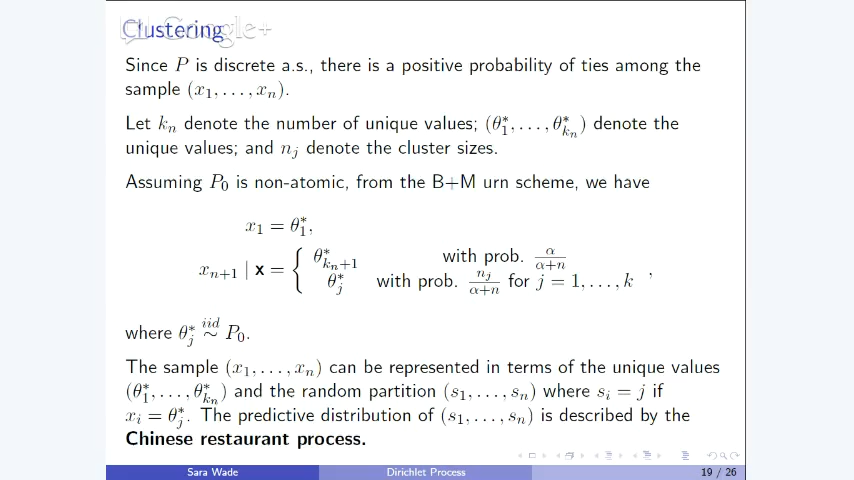 Clustering
Google+
Since P is discrete a.s., there is a positive probability of ties among the
sample (x₁, . . . , xₙ).
Let kₙ denote the number of unique values; (θ*₁, . . . , θ*ₖₙ) denote the
unique values; and nⱼ denote the cluster sizes.
Assuming P₀ is non-atomic, from the B+M urn scheme, we have
x₁ = θ*₁,
xₙ₊₁ | x = { θ*ₖₙ₊₁ with prob. α/(α+n)
θ*ⱼ with prob. nⱼ/(α+n) for j = 1, . . . , k ,
where θ*ⱼ iid ~ P₀.
The sample (x₁, . . . , xₙ) can be represented in terms of the unique values
(θ*₁, . . . , θ*ₖₙ) and the random partition (s₁, . . . , sₙ) where sᵢ = j if
xᵢ = θ*ⱼ. The predictive distribution of (s₁, . . . , sₙ) is described by the
Chinese restaurant process.
Sara Wade Dirichlet Process 19 / 26